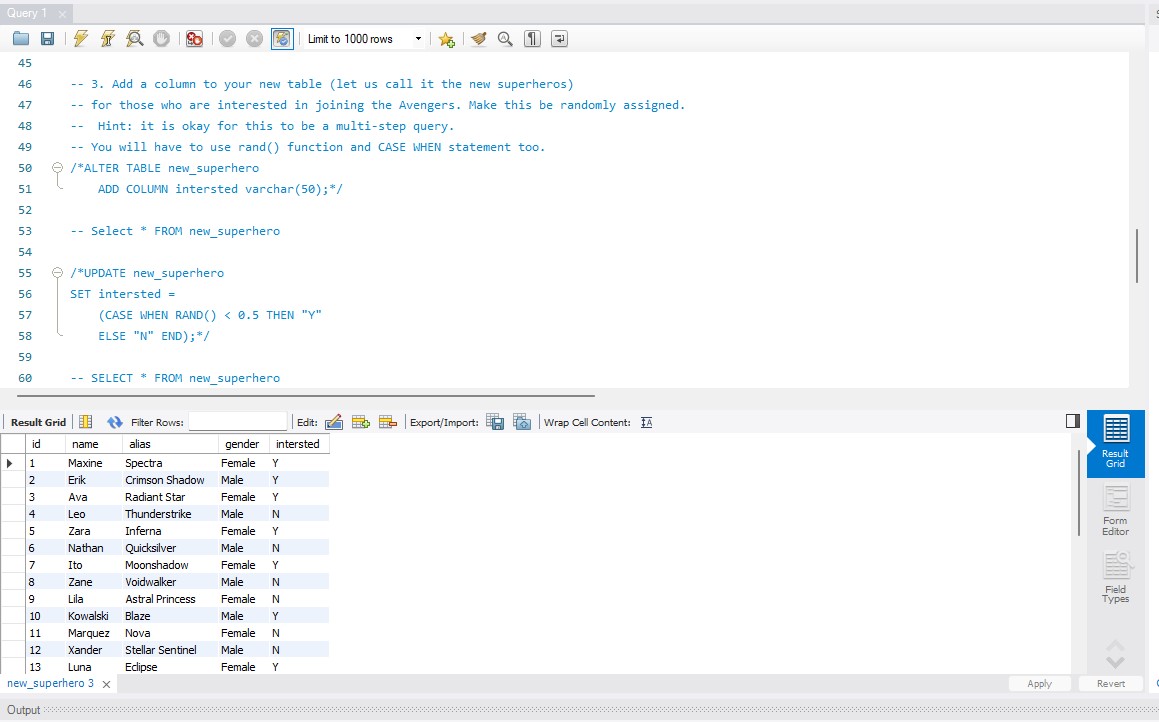 Query 1
Limit to 1000 rows
45
46 -- 3. Add a column to your new table (let us call it the new superheros)
47 -- for those who are interested in joining the Avengers. Make this be randomly assigned.
48 --  Hint: it is okay for this to be a multi-step query.
49 -- You will have to use rand() function and CASE WHEN statement too.
50 /*ALTER TABLE new_superhero
51 ADD COLUMN intersted varchar(50);*/
52
53 -- Select * FROM new_superhero
54
55 /*UPDATE new_superhero
56 SET intersted =
57 (CASE WHEN RAND() < 0.5 THEN "Y"
58 ELSE "N" END);*/
59
60 -- SELECT * FROM new_superhero
Result Grid Filter Rows: Edit: Export/Import: Wrap Cell Content:
id name alias gender intersted
1 Maxine Spectra Female Y
2 Erik Crimson Shadow Male Y
3 Ava Radiant Star Female Y
4 Leo Thunderstrike Male N
5 Zara Inferna Female Y
6 Nathan Quicksilver Male N
7 Ito Moonshadow Female Y
8 Zane Voidwalker Male N
9 Lila Astral Princess Female N
10 Kowalski Blaze Male Y
11 Marquez Nova Female N
12 Xander Stellar Sentinel Male N
13 Luna Eclipse Female Y
Result
Grid
Form
Editor
Field
Types
new_superhero 3
Apply Revert
Output